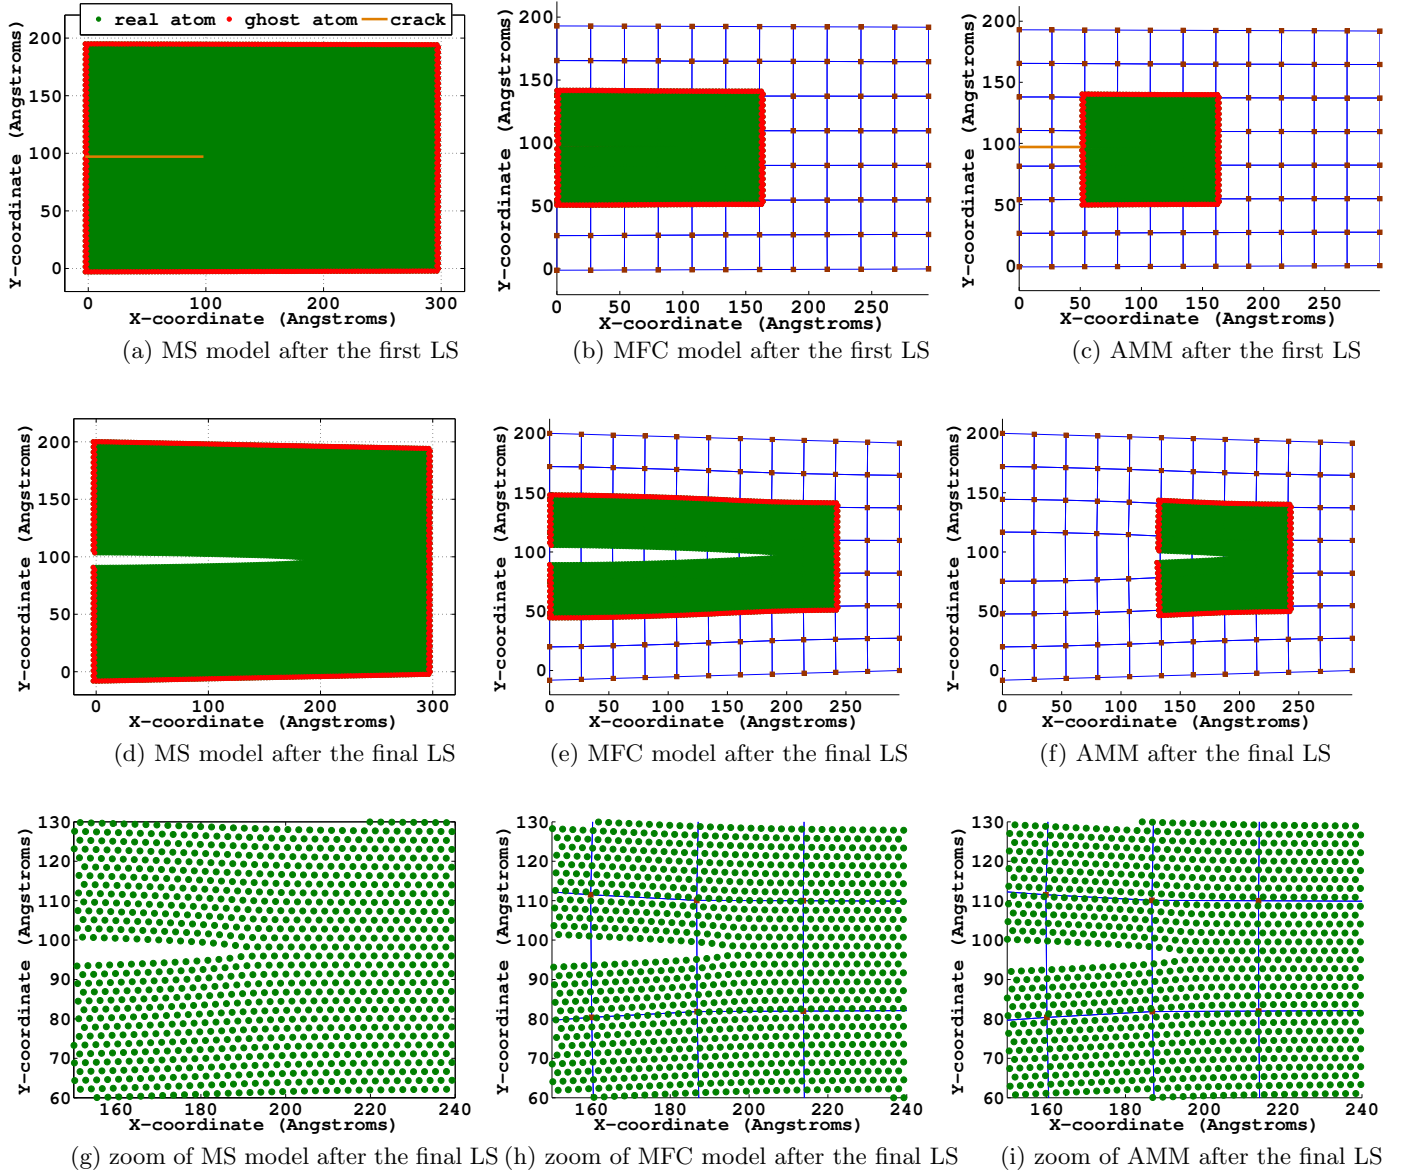 real atom ghost atom crack
Y-coordinate (Angstroms)
200
150
100
50
0
0 100 200 300
X-coordinate (Angstroms)
(a) MS model after the first LS
Y-coordinate (Angstroms)
200
150
100
50
0
0 50 100 150 200 250
X-coordinate (Angstroms)
(b) MFC model after the first LS
Y-coordinate (Angstroms)
200
150
100
50
0
0 50 100 150 200 250
X-coordinate (Angstroms)
(c) AMM after the first LS
Y-coordinate (Angstroms)
200
150
100
50
0
0 100 200 300
X-coordinate (Angstroms)
(d) MS model after the final LS
Y-coordinate (Angstroms)
200
150
100
50
0
0 50 100 150 200 250
X-coordinate (Angstroms)
(e) MFC model after the final LS
Y-coordinate (Angstroms)
200
150
100
50
0
0 50 100 150 200 250
X-coordinate (Angstroms)
(f) AMM after the final LS
Y-coordinate (Angstroms)
130
120
110
100
90
80
70
60
160 180 200 220 240
X-coordinate (Angstroms)
(g) zoom of MS model after the final LS
Y-coordinate (Angstroms)
130
120
110
100
90
80
70
60
160 180 200 220 240
X-coordinate (Angstroms)
(h) zoom of MFC model after the final LS
Y-coordinate (Angstroms)
130
120
110
100
90
80
70
60
160 180 200 220 240
X-coordinate (Angstroms)
(i) zoom of AMM after the final LS